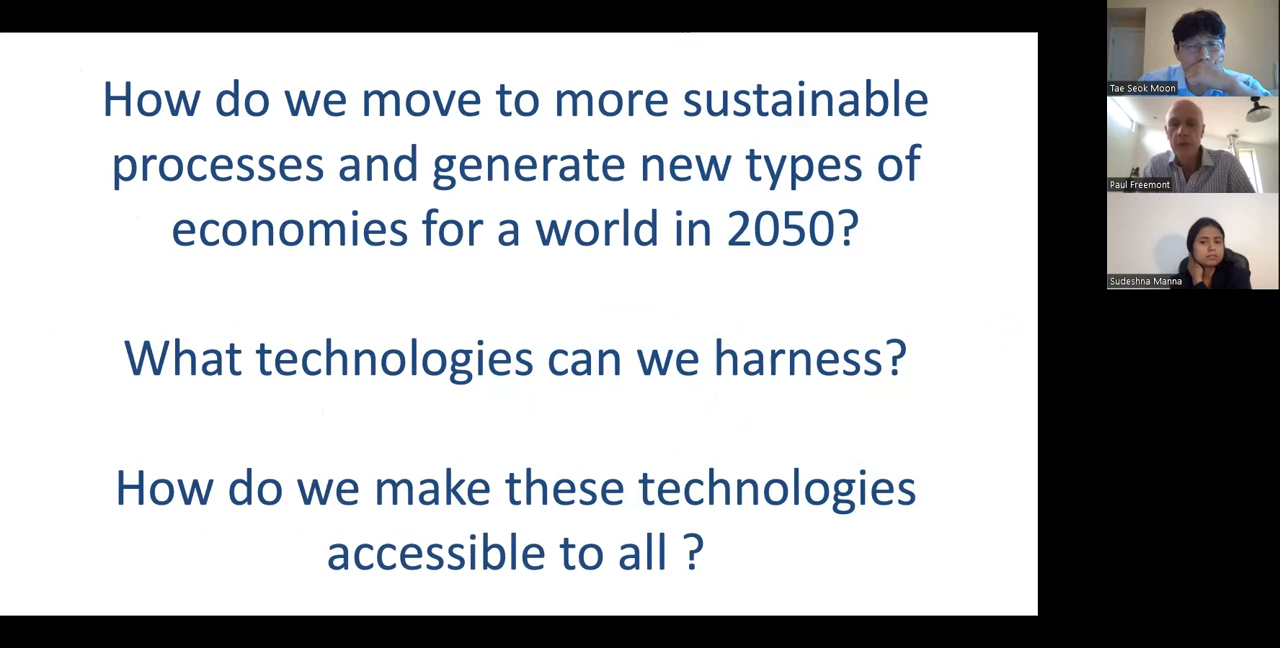 How do we move to more sustainable
processes and generate new types of
economies for a world in 2050?
What technologies can we harness?
How do we make these technologies
accessible to all ?
Tae Seok Moon
Paul Freemont
Sudeshna Manna